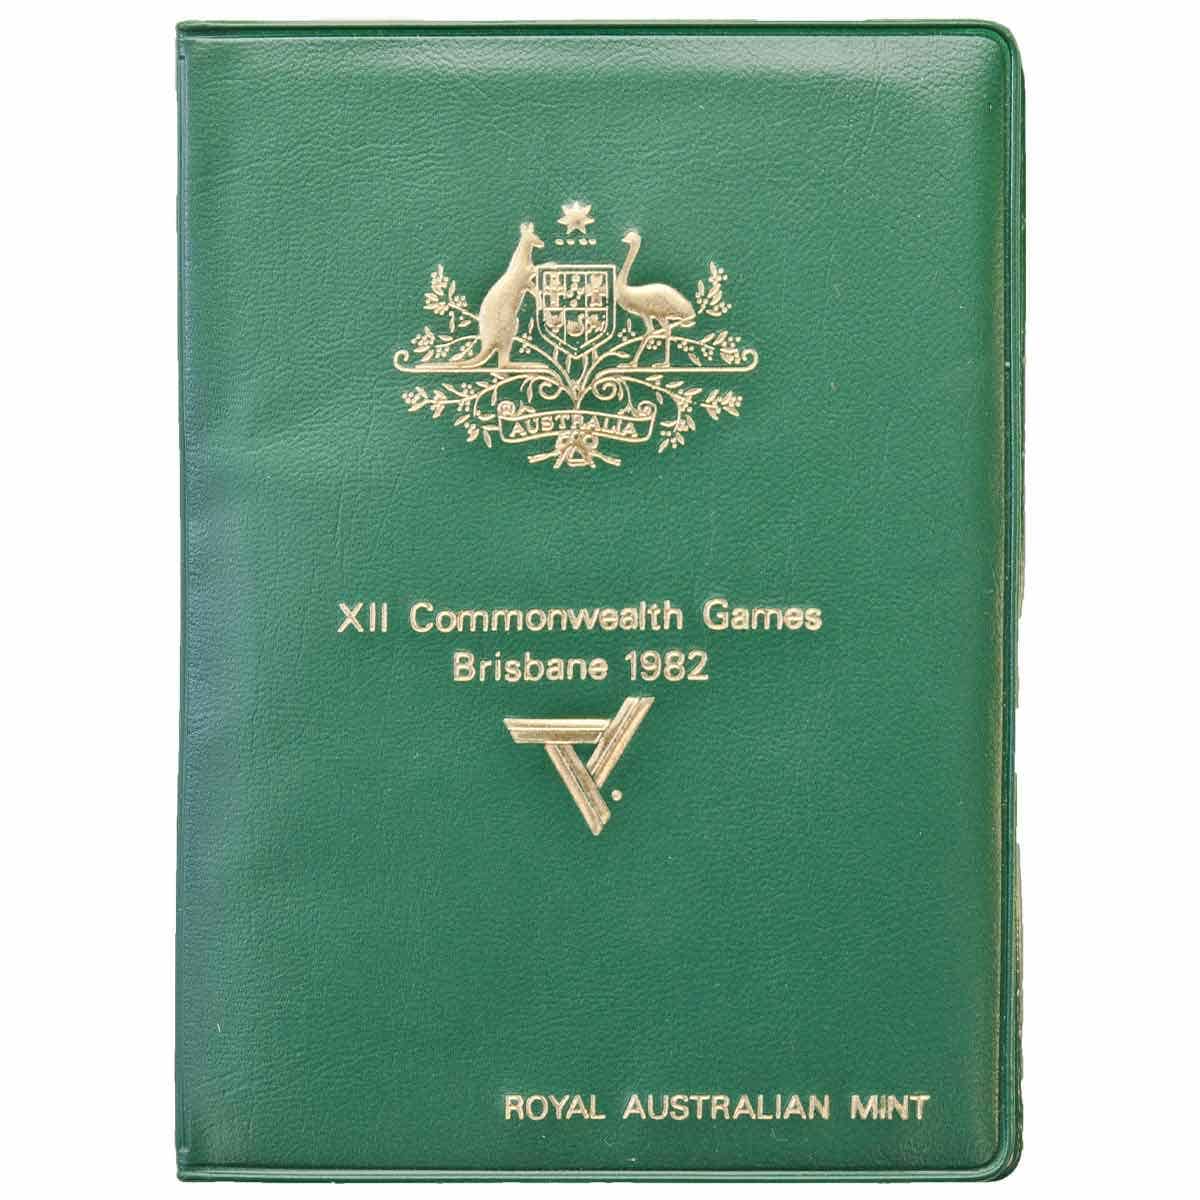 AUSTRALIA
XII Commonwealth Games
Brisbane 1982
ROYAL AUSTRALIAN MINT